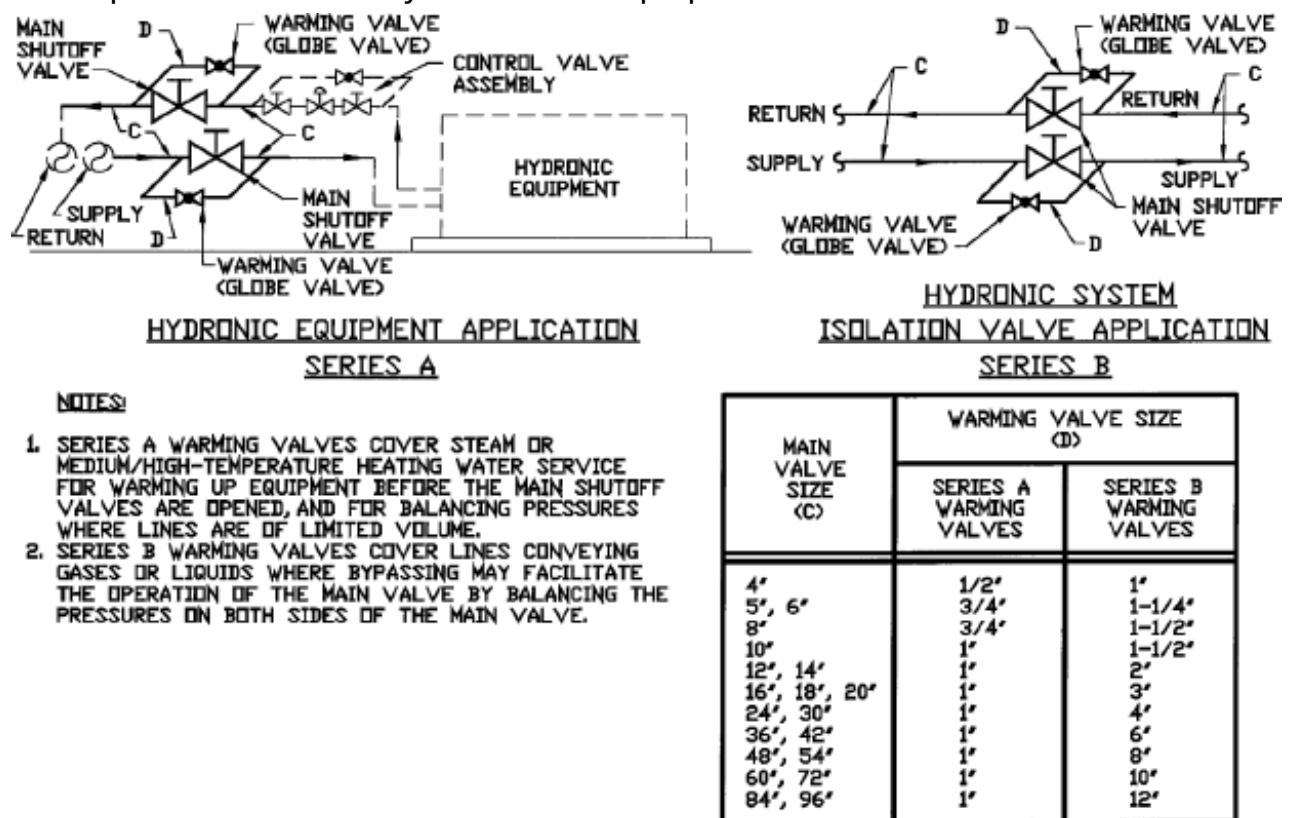 MAIN
SHUTOFF
VALVE
D
WARMING VALVE
(GLOBE VALVE)
CONTROL VALVE
ASSEMBLY
C
C
HYDRONIC
EQUIPMENT
SUPPLY
RETURN
D
MAIN
SHUTOFF
VALVE
WARMING VALVE
(GLOBE VALVE)
HYDRONIC EQUIPMENT APPLICATION
SERIES A
D
WARMING VALVE
(GLOBE VALVE)
C
C
RETURN
RETURN
SUPPLY
SUPPLY
MAIN SHUTOFF
VALVE
WARMING VALVE
(GLOBE VALVE)
D
HYDRONIC SYSTEM
ISOLATION VALVE APPLICATION
SERIES B
NOTES:
1. SERIES A WARMING VALVES COVER STEAM OR
MEDIUM/HIGH-TEMPERATURE HEATING WATER SERVICE
FOR WARMING UP EQUIPMENT BEFORE THE MAIN SHUTOFF
VALVES ARE OPENED, AND FOR BALANCING PRESSURES
WHERE LINES ARE OF LIMITED VOLUME.
2. SERIES B WARMING VALVES COVER LINES CONVEYING
GASES OR LIQUIDS WHERE BYPASSING MAY FACILITATE
THE OPERATION OF THE MAIN VALVE BY BALANCING THE
PRESSURES ON BOTH SIDES OF THE MAIN VALVE.
MAIN
VALVE
SIZE
(C)
WARMING VALVE SIZE
(D)
SERIES A
WARMING
VALVES
SERIES B
WARMING
VALVES
4" 1/2" 1"
5", 6" 3/4" 1-1/4"
8" 3/4" 1-1/2"
10" 1" 1-1/2"
12", 14" 1" 2"
16", 18", 20" 1" 3"
24", 30" 1" 4"
36", 42" 1" 6"
48", 54" 1" 8"
60", 72" 1" 10"
84", 96" 1" 12"